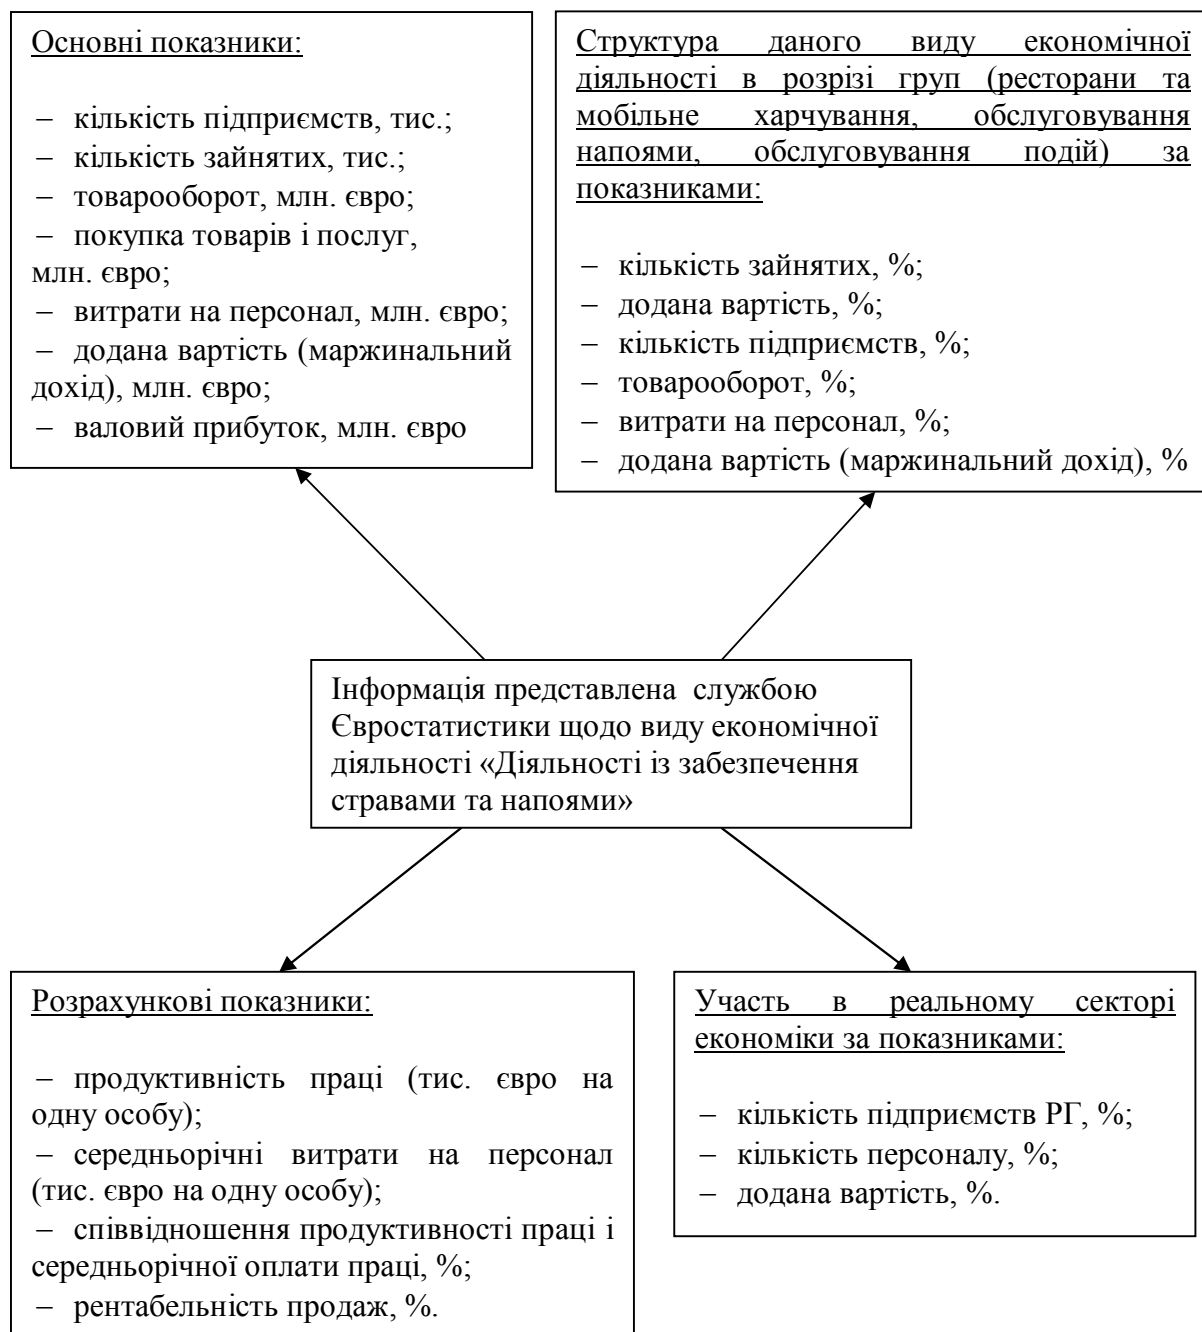 Основні показники:
– кількість підприємств, тис.;
– кількість зайнятих, тис.;
– товарооборот, млн. євро;
– покупка товарів і послуг,
млн. євро;
– витрати на персонал, млн. євро;
– додана вартість (маржинальний
дохід), млн. євро;
– валовий прибуток, млн. євро
Структура даного виду економічної
діяльності в розрізі груп (ресторани та
мобільне харчування, обслуговування
напоями, обслуговування подій) за
показниками:
– кількість зайнятих, %;
– додана вартість, %;
– кількість підприємств, %;
– товарооборот, %;
– витрати на персонал, %;
– додана вартість (маржинальний дохід), %
Інформація представлена службою
Євростатистики щодо виду економічної
діяльності «Діяльності із забезпечення
стравами та напоями»
Розрахункові показники:
– продуктивність праці (тис. євро на
одну особу);
– середньорічні витрати на персонал
(тис. євро на одну особу);
– співвідношення продуктивності праці і
середньорічної оплати праці, %;
– рентабельність продаж, %.
Участь в реальному секторі
економіки за показниками:
– кількість підприємств РГ, %;
– кількість персоналу, %;
– додана вартість, %.